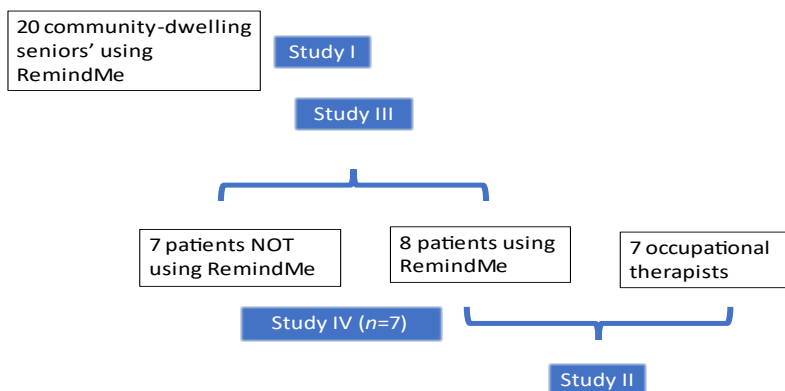 20 community-dwelling
seniors’ using
RemindMe
Study I
Study III
7 patients NOT
using RemindMe
8 patients using
RemindMe
7 occupational
therapists
Study IV (n=7)
Study II